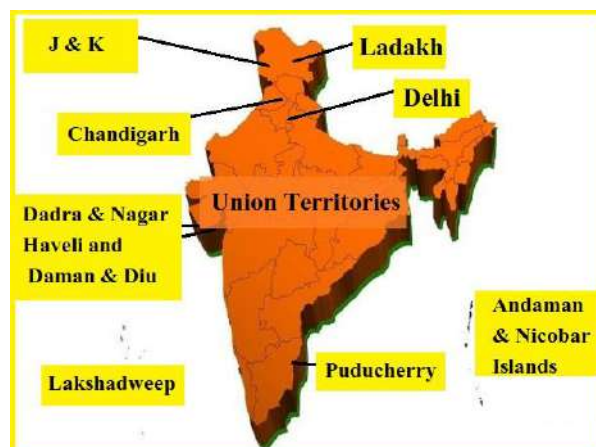 J & K
Ladakh
Delhi
Chandigarh
Union Territories
Dadra & Nagar
Haveli and
Daman & Diu
Andaman
& Nicobar
Islands
Lakshadweep
Puducherry